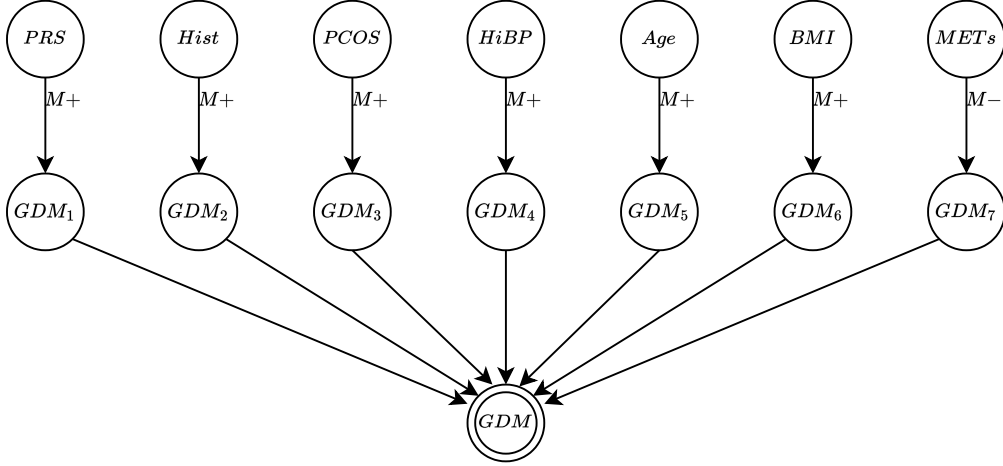 PRS Hist PCOS HiBP Age BMI METs
M+ M+ M+ M+ M+ M+ M−
GDM₁ GDM₂ GDM₃ GDM₄ GDM₅ GDM₆ GDM₇
GDM